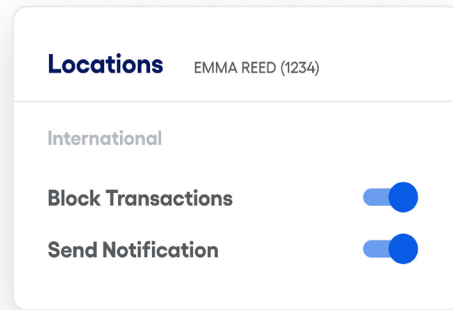 Locations EMMA REED (1234)
International
Block Transactions
Send Notification